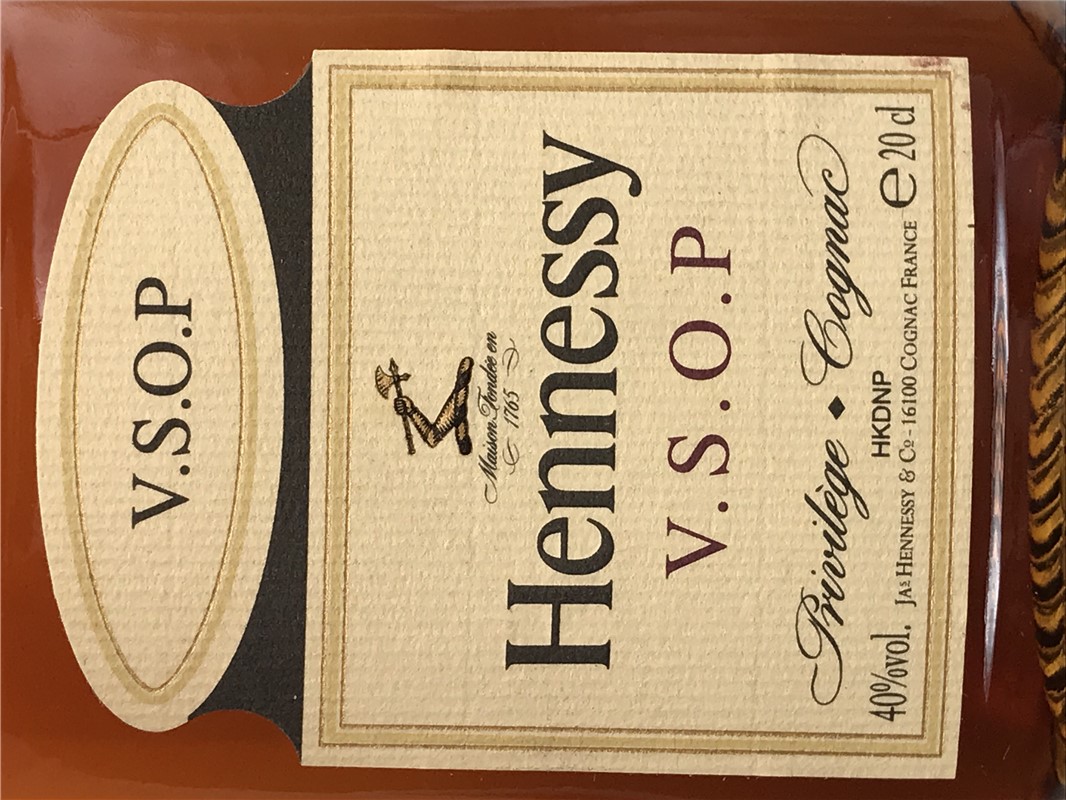 V.S.O.P
Maison Fondée en
1765
Hennessy
V.S.O.P
Privilège ◆ Cognac
HKDNP
40%vol. JAs HENNESSY & Co - 16100 COGNAC FRANCE ℮ 20 cl